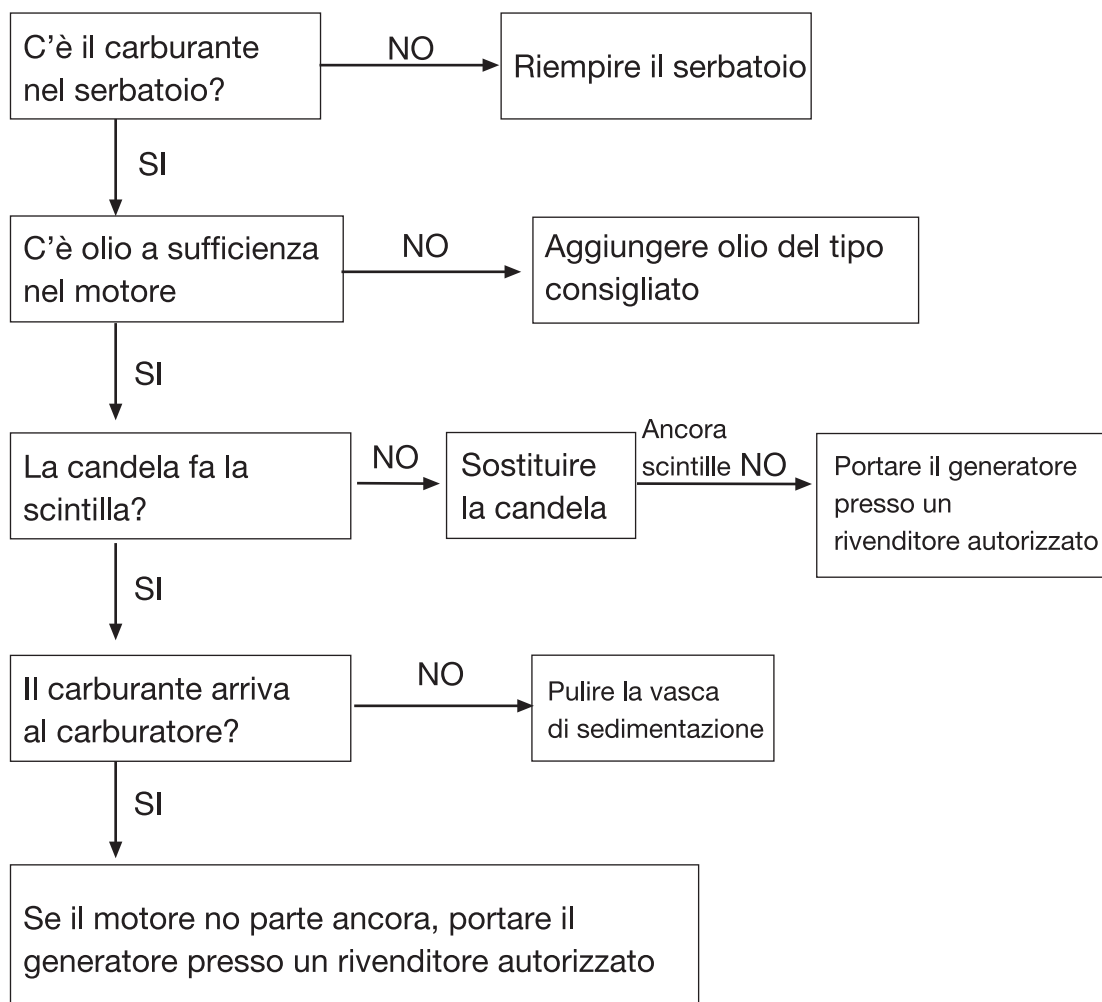 C'è il carburante
nel serbatoio?
NO
Riempire il serbatoio
SI
C'è olio a sufficienza
nel motore
NO
Aggiungere olio del tipo
consigliato
SI
La candela fa la
scintilla?
NO
Sostituire
la candela
Ancora
scintille NO
Portare il generatore
presso un
rivenditore autorizzato
SI
Il carburante arriva
al carburatore?
NO
Pulire la vasca
di sedimentazione
SI
Se il motore no parte ancora, portare il
generatore presso un rivenditore autorizzato